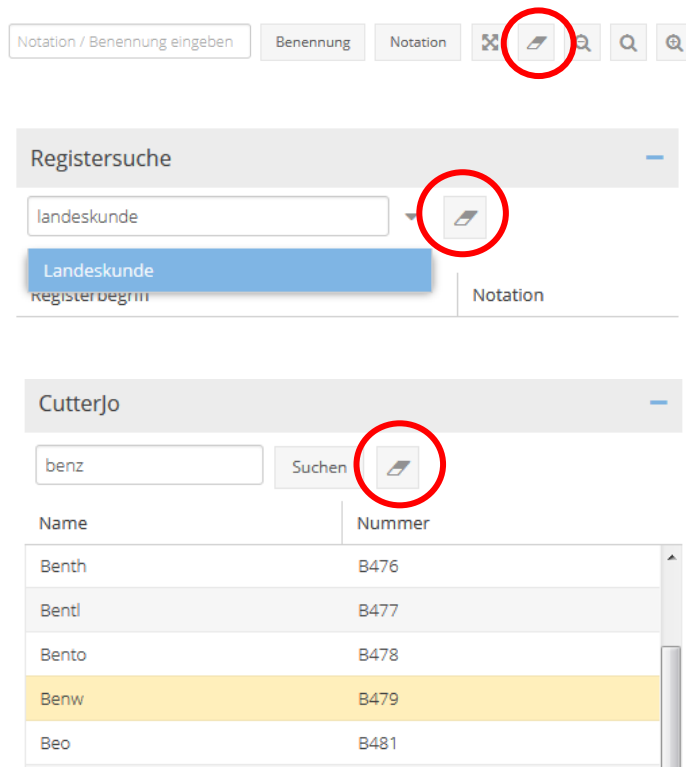 Notation / Benennung eingeben Benennung Notation
Registersuche
landeskunde
Landeskunde
Registerbegriff Notation
CutterJo
benz Suchen
Name Nummer
Benth B476
Bentl B477
Bento B478
Benw B479
Beo B481